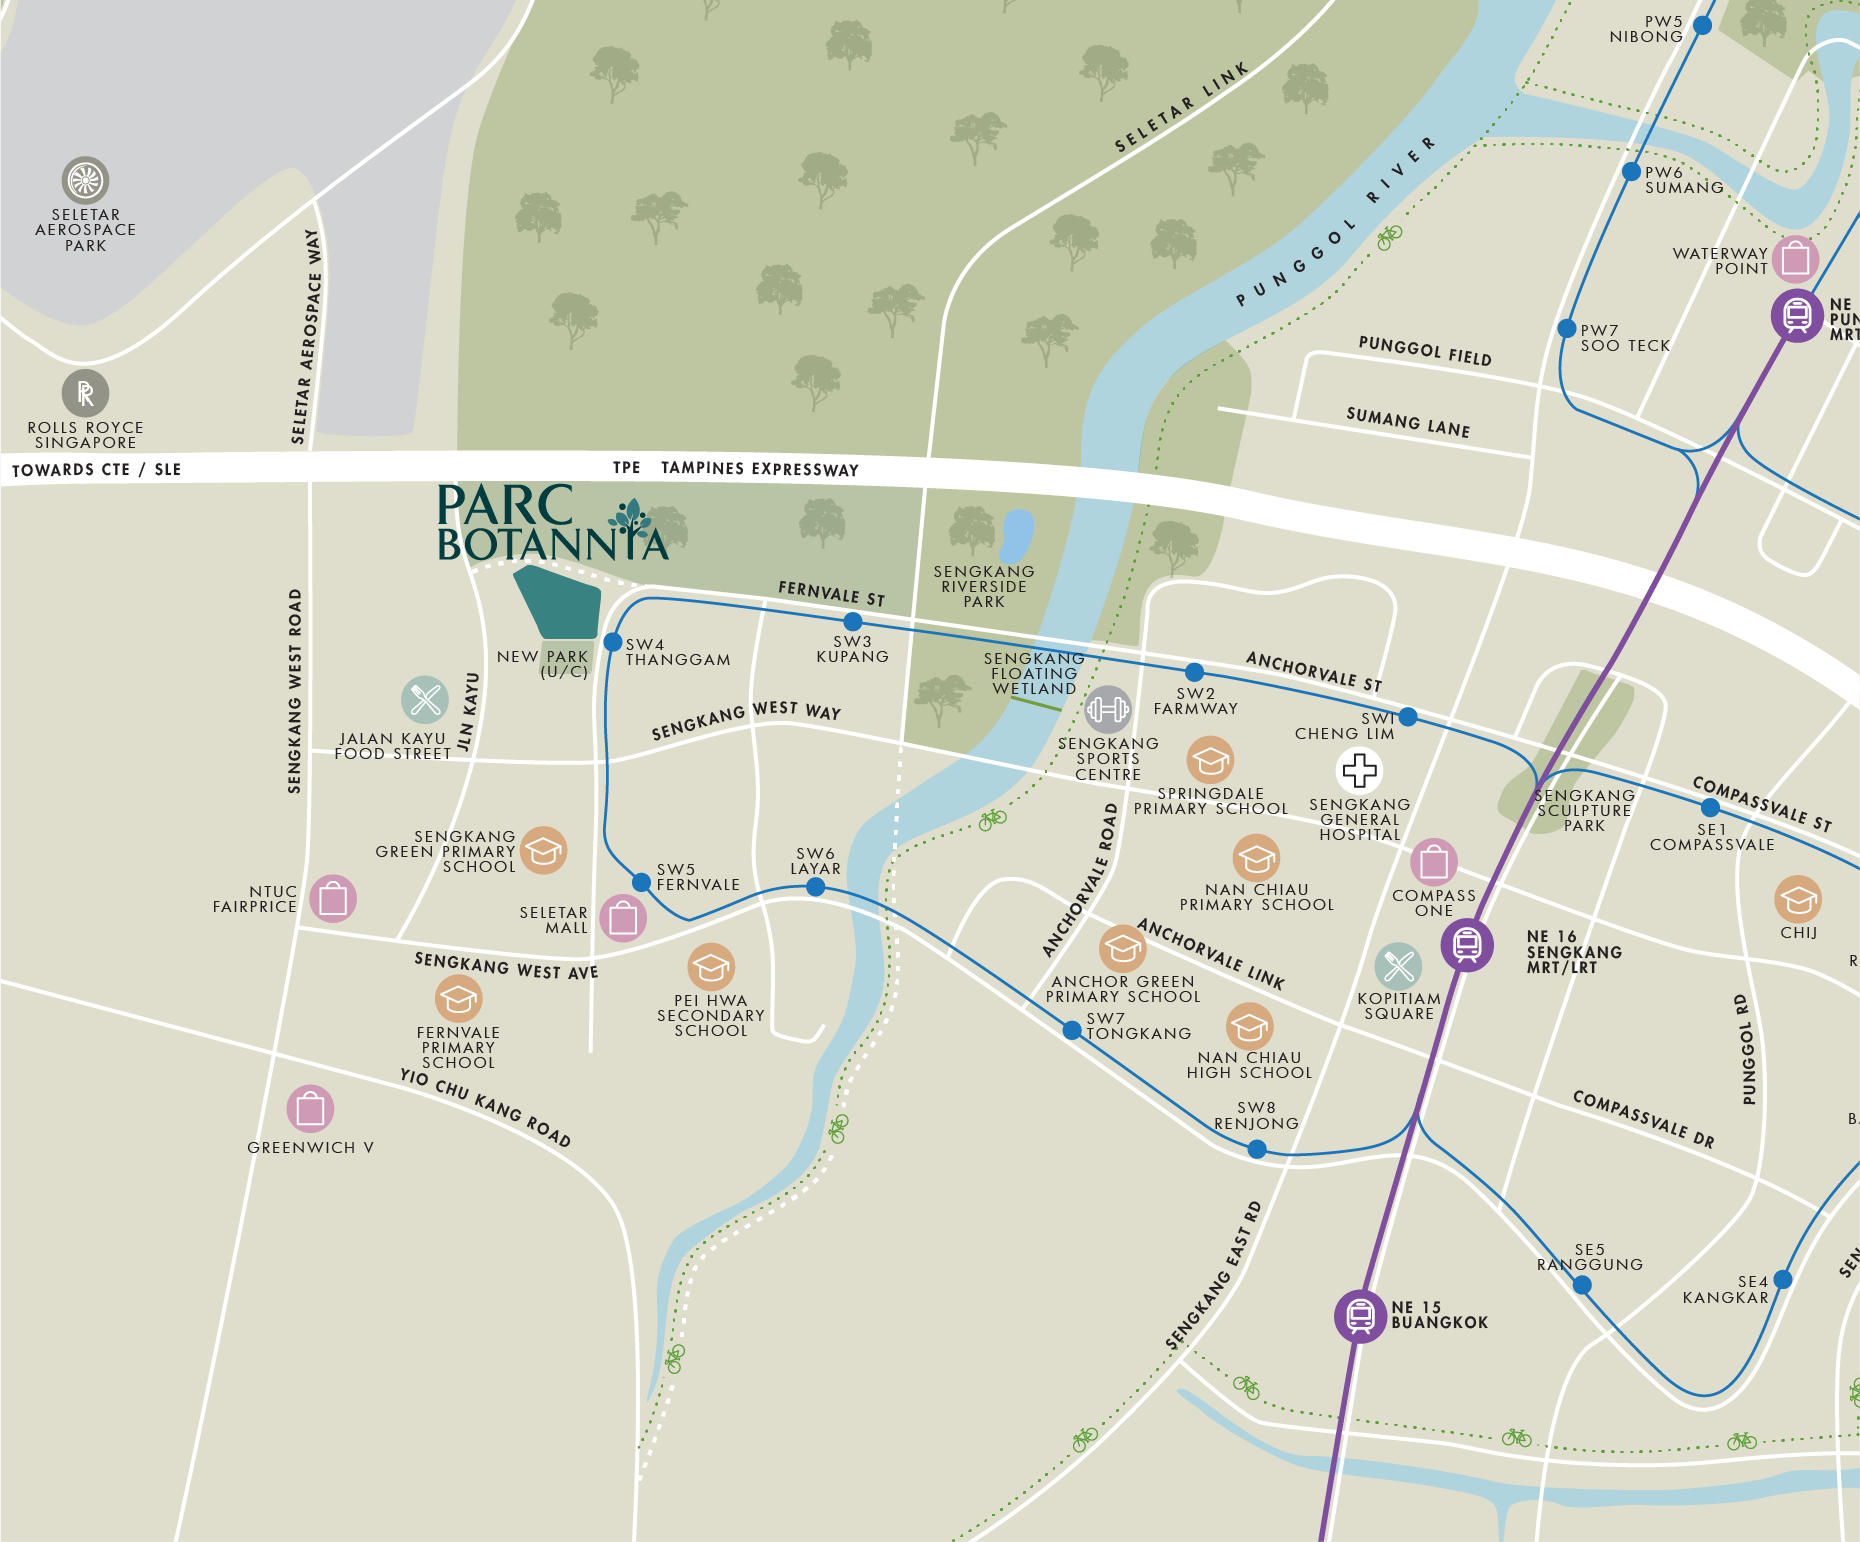 PW5
NIBONG
SELETAR LINK
PUNGGOL RIVER
PW6
SUMANG
SELETAR
AEROSPACE
PARK
SELETAR AEROSPACE WAY
WATERWAY
POINT
NE
PUN
MRT
PW7
SOO TECK
PUNGGOL FIELD
SUMANG LANE
ROLLS ROYCE
SINGAPORE
TOWARDS CTE / SLE
TPE TAMPINES EXPRESSWAY
PARC
BOTANNIA
SENGKANG
RIVERSIDE
PARK
FERNVALE ST
SENGKANG WEST ROAD
NEW PARK
(U/C)
SW4
THANGGAM
SW3
KUPANG
SENGKANG
FLOATING
WETLAND
ANCHORVALE ST
SW2
FARMWAY
SW1
CHENG LIM
JLN KAYU
SENGKANG WEST WAY
JALAN KAYU
FOOD STREET
SENGKANG
SPORTS
CENTRE
SPRINGDALE
PRIMARY SCHOOL
SENGKANG
GENERAL
HOSPITAL
SENGKANG
SCULPTURE
PARK
COMPASSVALE ST
SE1
COMPASSVALE
SENGKANG
GREEN PRIMARY
SCHOOL
SW6
LAYAR
SW5
FERNVALE
ANCHORVALE ROAD
NAN CHIAU
PRIMARY SCHOOL
COMPASS
ONE
NTUC
FAIRPRICE
SELETAR
MALL
CHIJ
NE 16
SENGKANG
MRT/LRT
R
SENGKANG WEST AVE
ANCHORVALE LINK
ANCHOR GREEN
PRIMARY SCHOOL
KOPITIAM
SQUARE
PEI HWA
SECONDARY
SCHOOL
FERNVALE
PRIMARY
SCHOOL
SW7
TONGKANG
NAN CHIAU
HIGH SCHOOL
PUNGGOL RD
YIO CHU KANG ROAD
SW8
RENJONG
COMPASSVALE DR
BA
GREENWICH V
SENGKANG EAST RD
SE5
RANGGUNG
SE4
KANGKAR
SEN
NE 15
BUANGKOK